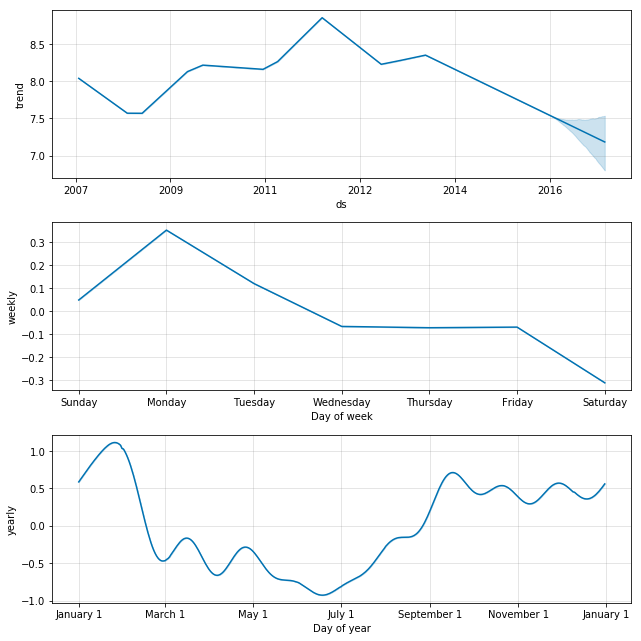 8.5
8.0
7.5
7.0
trend
2007 2009 2011 2012 2014 2016
ds
0.3
0.2
0.1
0.0
−0.1
−0.2
−0.3
weekly
Sunday Monday Tuesday Wednesday Thursday Friday Saturday
Day of week
1.0
0.5
0.0
−0.5
−1.0
yearly
January 1 March 1 May 1 July 1 September 1 November 1 January 1
Day of year